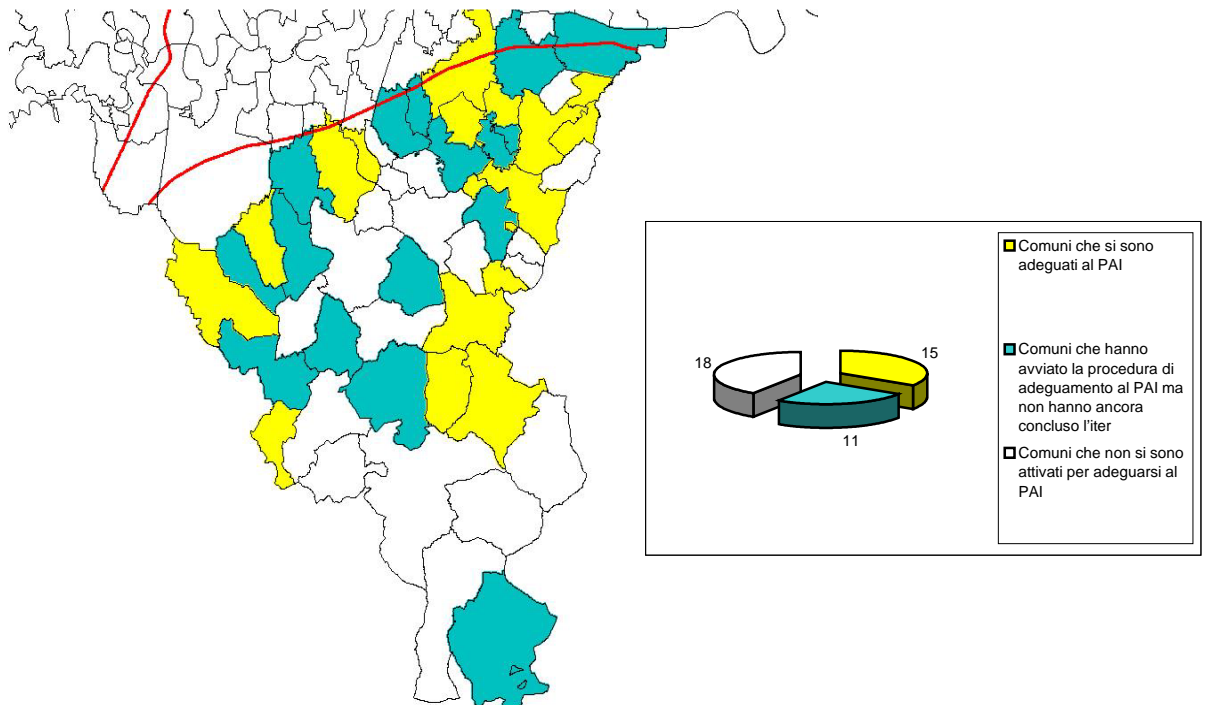 Comuni che si sono
adeguati al PAI
18
15
Comuni che hanno
avviato la procedura di
adeguamento al PAI ma
non hanno ancora
concluso l'iter
11
Comuni che non si sono
attivati per adeguarsi al
PAI